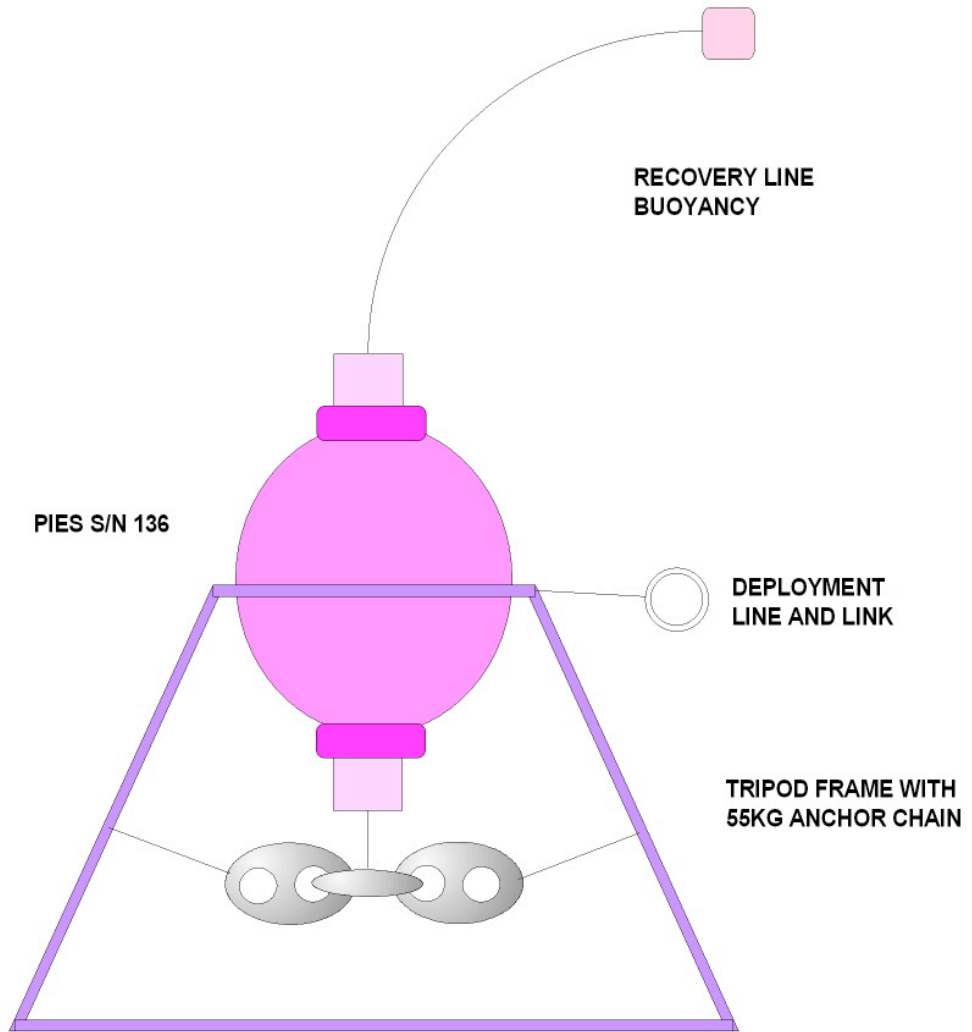 RECOVERY LINE
BUOYANCY
PIES S/N 136
DEPLOYMENT
LINE AND LINK
TRIPOD FRAME WITH
55KG ANCHOR CHAIN